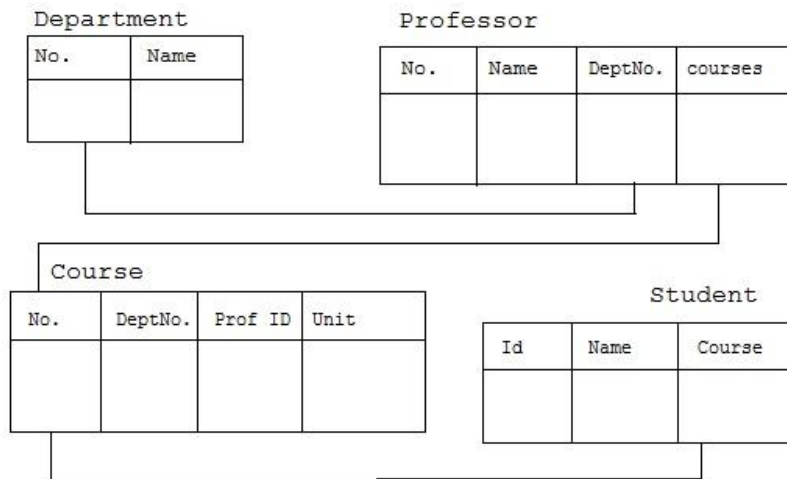 Department
No. Name
Professor
No. Name DeptNo. courses
Course
No. DeptNo. Prof ID Unit
Student
Id Name Course